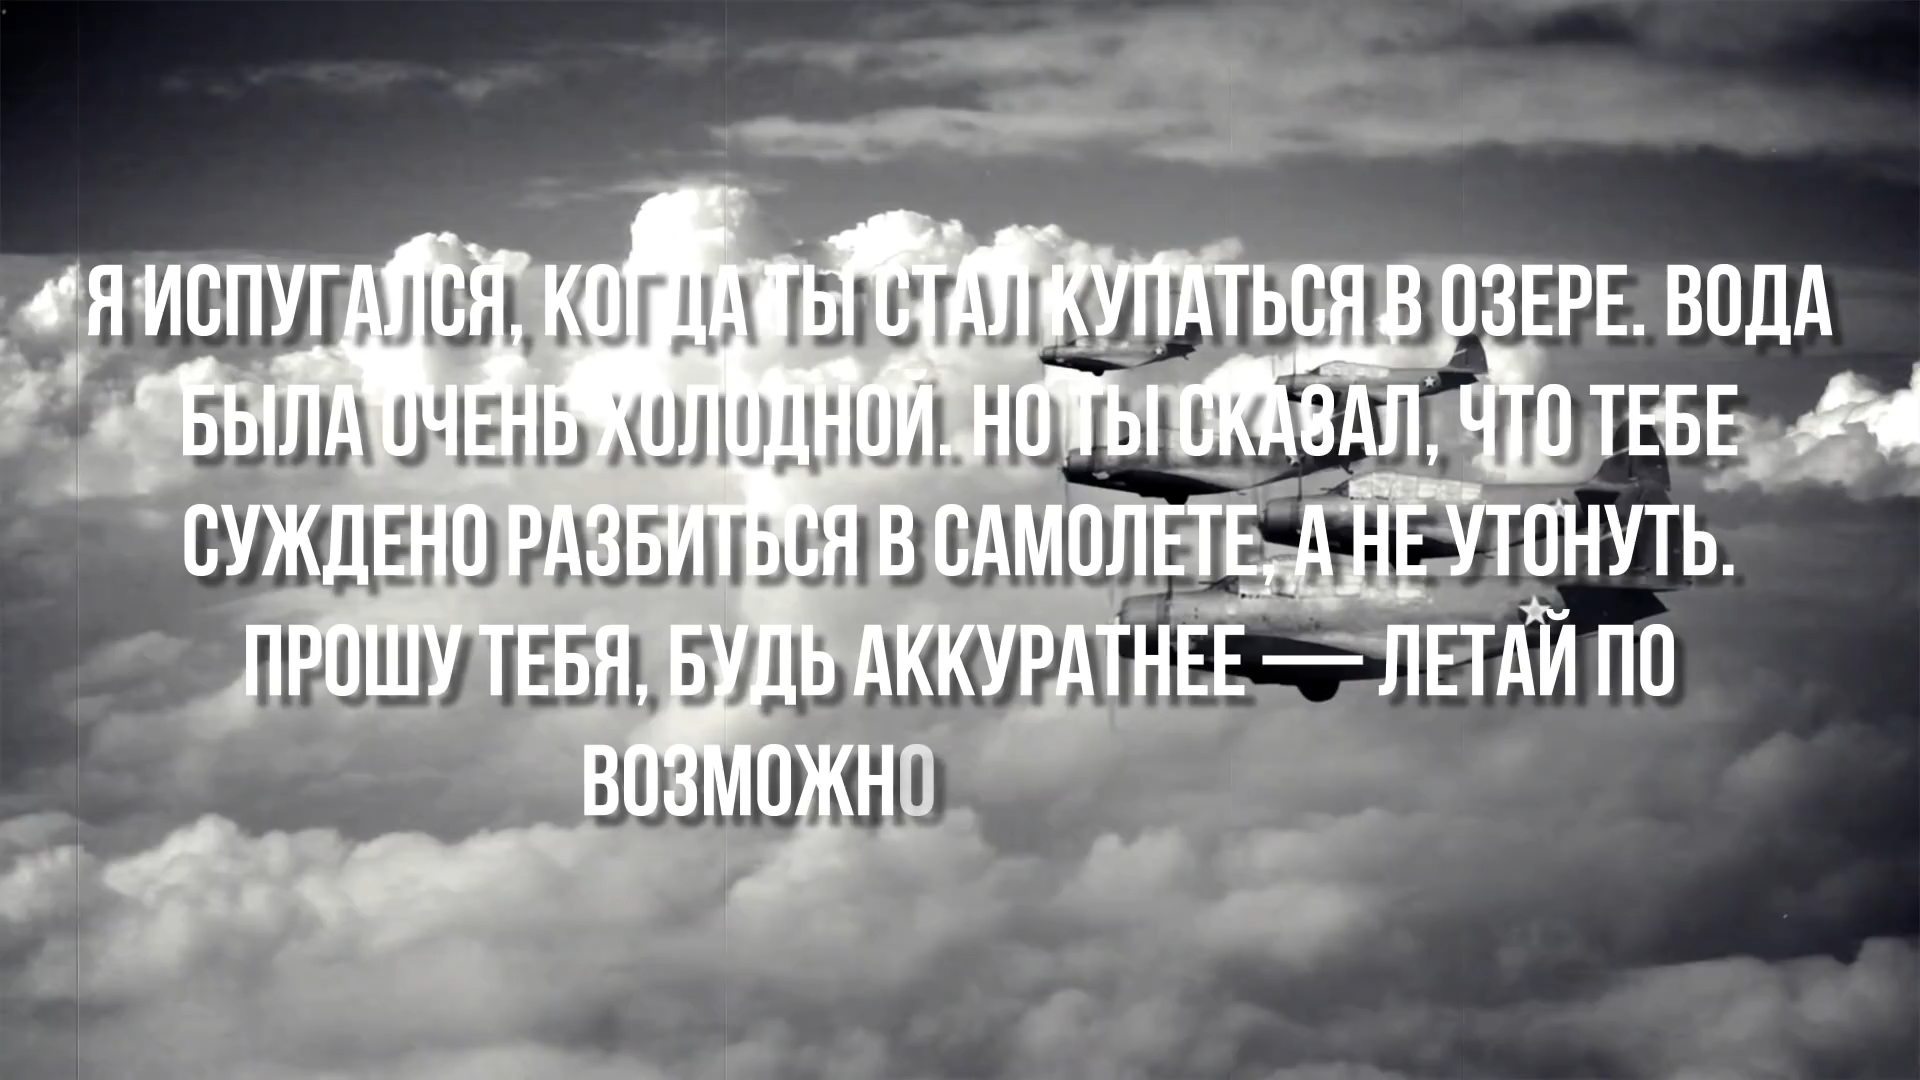 Я ИСПУГАЛСЯ, КОГДА ТЫ СТАЛ КУПАТЬСЯ В ОЗЕРЕ. ВОДА
БЫЛА ОЧЕНЬ ХОЛОДНОЙ. НО ТЫ СКАЗАЛ, ЧТО ТЕБЕ
СУЖДЕНО РАЗБИТЬСЯ В САМОЛЕТЕ, А НЕ УТОНУТЬ.
ПРОШУ ТЕБЯ, БУДЬ АККУРАТНЕЕ — ЛЕТАЙ ПО
ВОЗМОЖНО